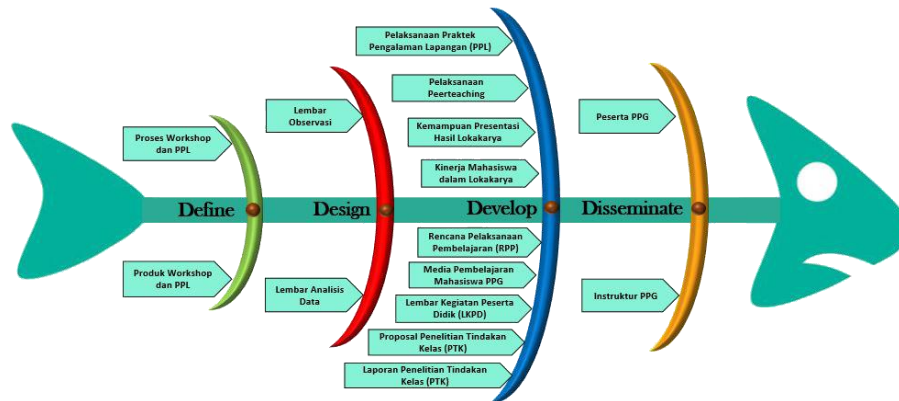 Pelaksanaan Praktek
Pengalaman Lapangan (PPL)
Pelaksanaan
Peerteaching
Lembar
Observasi
Peserta PPG
Kemampuan Presentasi
Hasil Lokakarya
Proses Workshop
dan PPL
Kinerja Mahasiswa
dalam Lokakarya
Define
Design
Develop
Disseminate
Rencana Pelaksanaan
Pembelajaran (RPP)
Media Pembelajaran
Mahasiswa PPG
Produk Workshop
dan PPL
Lembar Analisis
Data
Instruktur PPG
Lembar Kegiatan Peserta
Didik (LKPD)
Proposal Penelitian Tindakan
Kelas (PTK)
Laporan Penelitian Tindakan
Kelas (PTK)